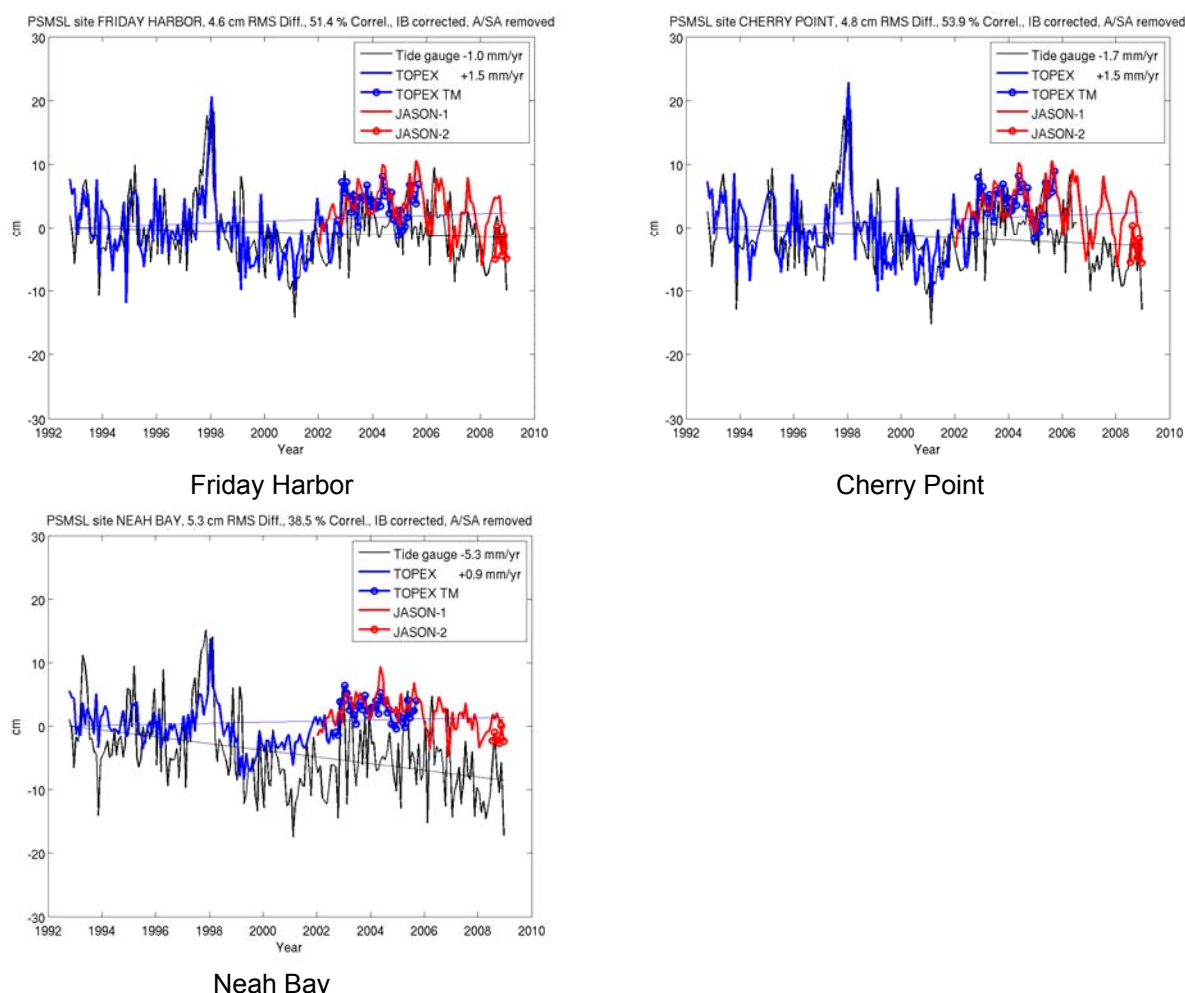 PSMSL site FRIDAY HARBOR, 4.6 cm RMS Diff., 51.4 % Correl., IB corrected, A/SA removed
30
20
10
0
-10
-20
-30
cm
Tide gauge -1.0 mm/yr
TOPEX +1.5 mm/yr
TOPEX TM
JASON-1
JASON-2
1992 1994 1996 1998 2000 2002 2004 2006 2008 2010
Year
Friday Harbor
PSMSL site CHERRY POINT, 4.8 cm RMS Diff., 53.9 % Correl., IB corrected, A/SA removed
30
20
10
0
-10
-20
-30
cm
Tide gauge -1.7 mm/yr
TOPEX +1.5 mm/yr
TOPEX TM
JASON-1
JASON-2
1992 1994 1996 1998 2000 2002 2004 2006 2008 2010
Year
Cherry Point
PSMSL site NEAH BAY, 5.3 cm RMS Diff., 38.5 % Correl., IB corrected, A/SA removed
30
20
10
0
-10
-20
-30
cm
Tide gauge -5.3 mm/yr
TOPEX +0.9 mm/yr
TOPEX TM
JASON-1
JASON-2
1992 1994 1996 1998 2000 2002 2004 2006 2008 2010
Year
Neah Bay